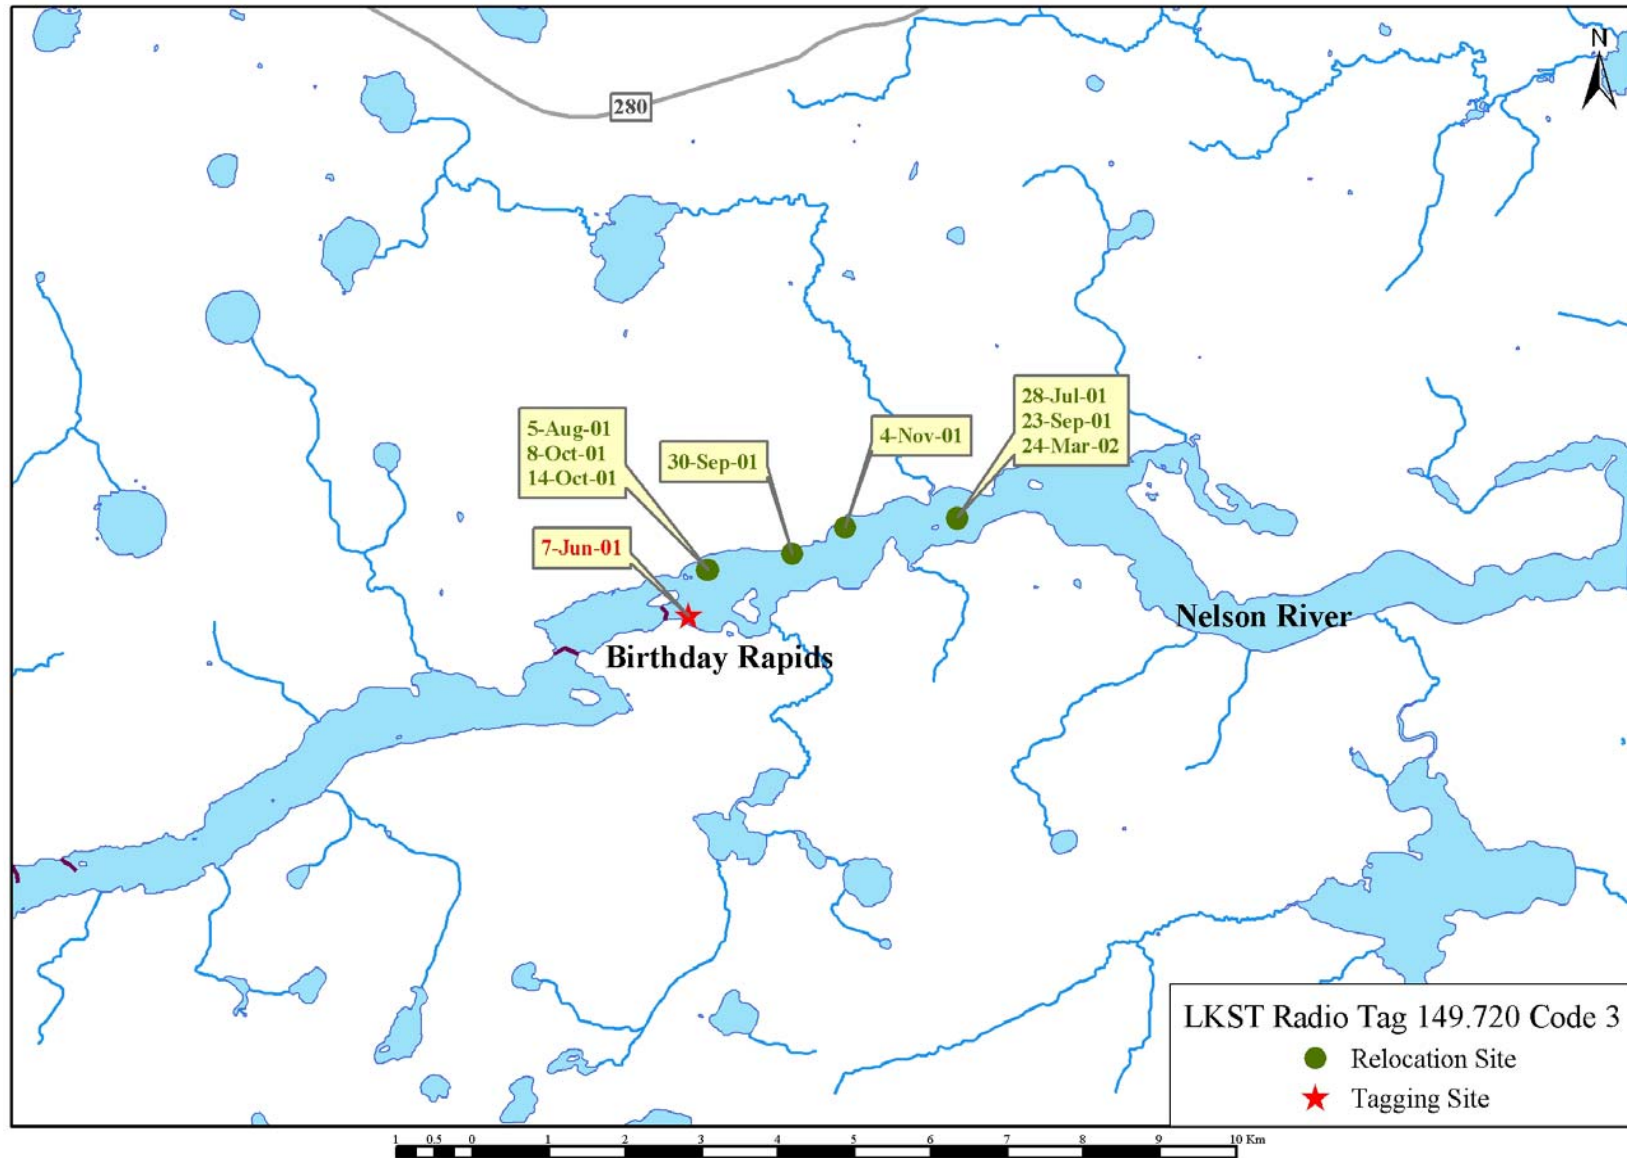 N
280
28-Jul-01
23-Sep-01
24-Mar-02
5-Aug-01
8-Oct-01
14-Oct-01
30-Sep-01
4-Nov-01
7-Jun-01
Nelson River
Birthday Rapids
LKST Radio Tag 149.720 Code 3
Relocation Site
Tagging Site
1 0.5 0 1 2 3 4 5 6 7 8 9 10 Km